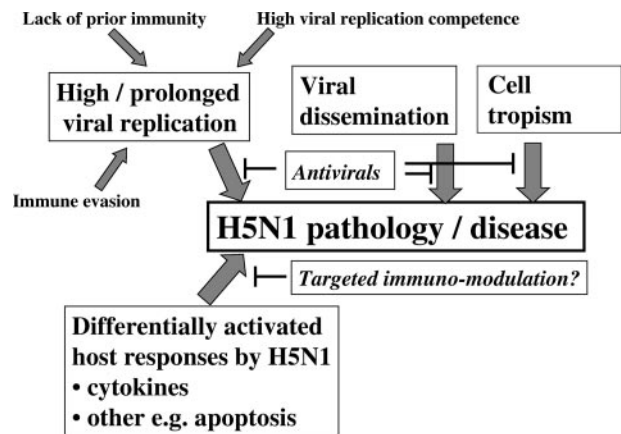 Lack of prior immunity
High viral replication competence
High / prolonged
viral replication
Viral
dissemination
Cell
tropism
Immune evasion
Antivirals
H5N1 pathology / disease
Targeted immuno-modulation?
Differentially activated
host responses by H5N1
• cytokines
• other e.g. apoptosis